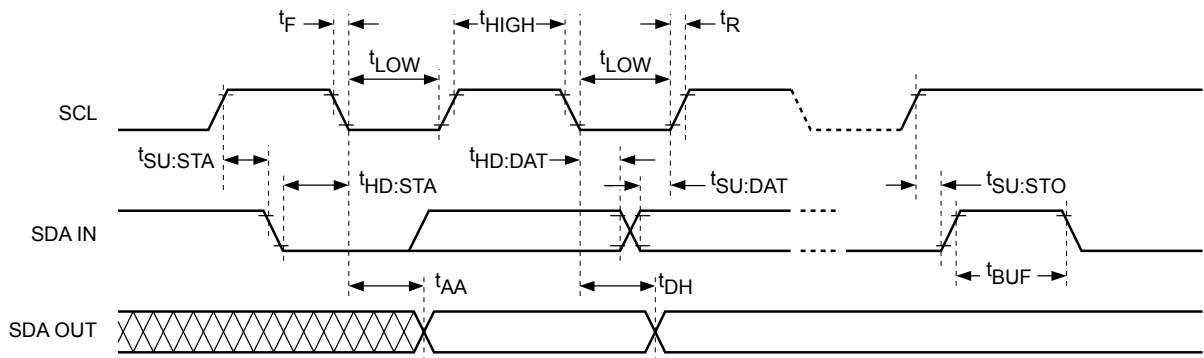 tF
tHIGH
tR
tLOW
tLOW
SCL
tSU:STA
tHD:DAT
tHD:STA
tSU:DAT
tSU:STO
SDA IN
tBUF
tAA
tDH
SDA OUT